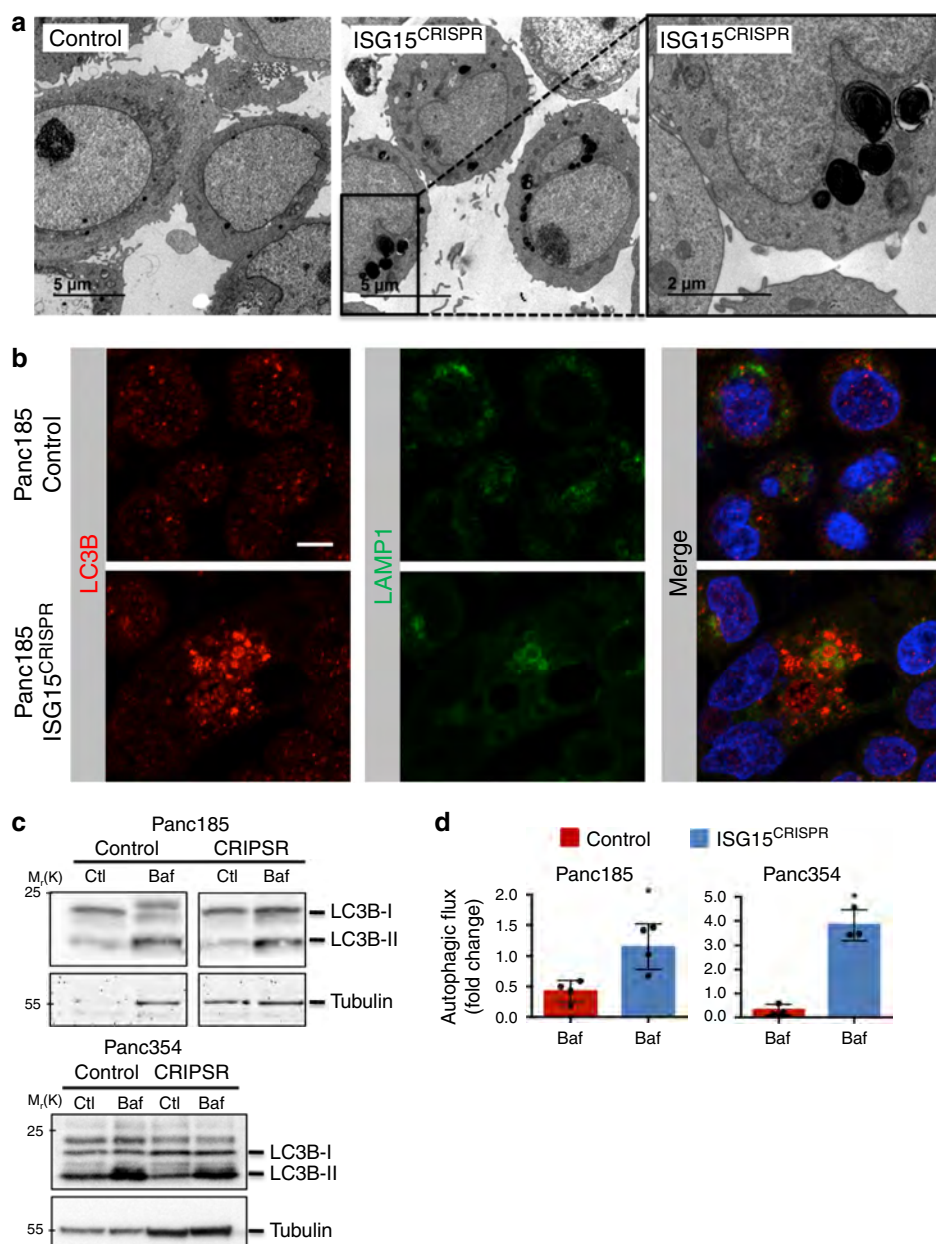 a
Control
ISG15CRISPR
ISG15CRISPR
5 µm
5 µm
2 µm
b
Panc185
Control
LC3B
LAMP1
Merge
Panc185
ISG15CRISPR
c
Panc185
Control
CRIPSR
Mr(K)
Ctl
Baf
Ctl
Baf
25
LC3B-I
LC3B-II
55
Tubulin
Panc354
Control
CRIPSR
Mr(K)
Ctl
Baf
Ctl
Baf
25
LC3B-I
LC3B-II
55
Tubulin
d
Control
ISG15CRISPR
Panc185
Panc354
Autophagic flux
(fold change)
2.0
1.5
1.0
0.5
0.0
Baf
Baf
*
5.0
4.0
3.0
2.0
1.0
0.0
Baf
Baf
*